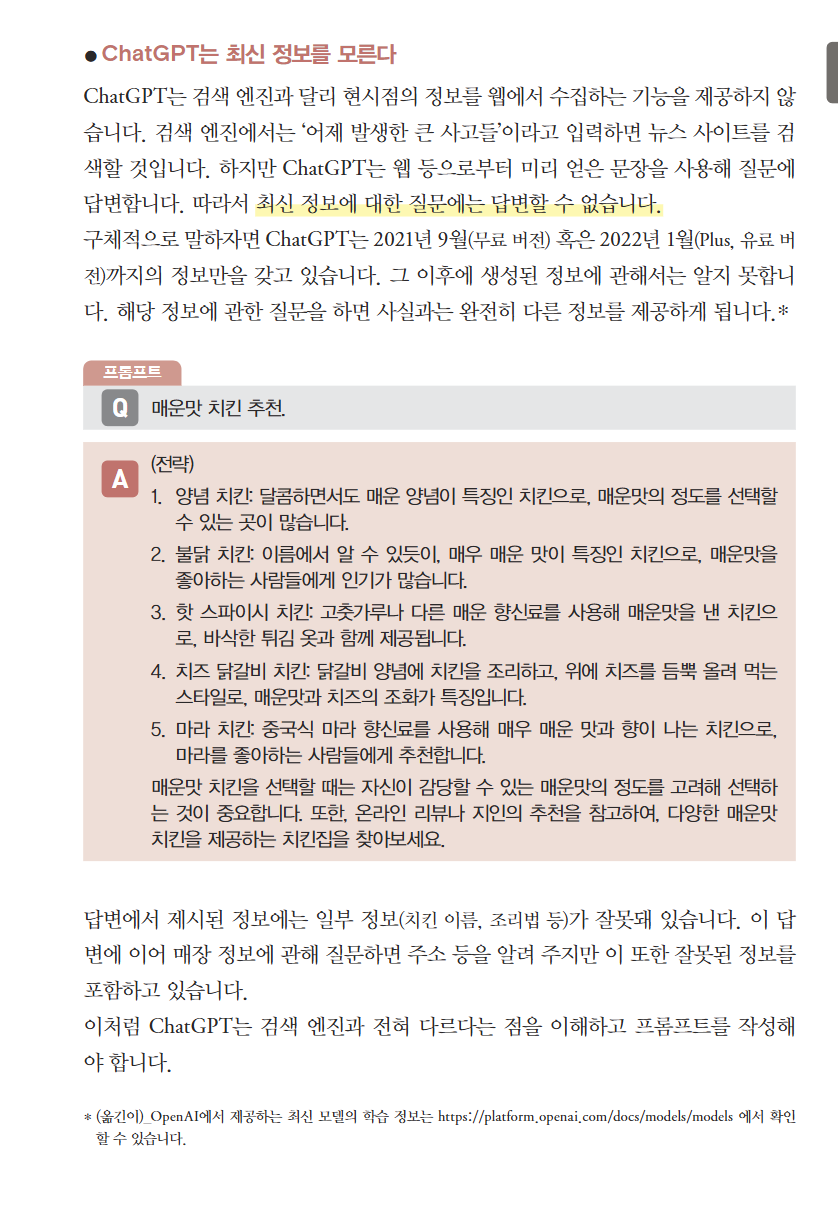 ● ChatGPT는 최신 정보를 모른다
ChatGPT는 검색 엔진과 달리 현시점의 정보를 웹에서 수집하는 기능을 제공하지 않
습니다. 검색 엔진에서는 ‘어제 발생한 큰 사고들’이라고 입력하면 뉴스 사이트를 검
색할 것입니다. 하지만 ChatGPT는 웹 등으로부터 미리 얻은 문장을 사용해 질문에
답변합니다. 따라서 최신 정보에 대한 질문에는 답변할 수 없습니다.
구체적으로 말하자면 ChatGPT는 2021년 9월(무료 버전) 혹은 2022년 1월(Plus, 유료 버
전)까지의 정보만을 갖고 있습니다. 그 이후에 생성된 정보에 관해서는 알지 못합니
다. 해당 정보에 관한 질문을 하면 사실과는 완전히 다른 정보를 제공하게 됩니다.*
프롬프트
Q 매운맛 치킨 추천.
A (전략)
1. 양념 치킨: 달콤하면서도 매운 양념이 특징인 치킨으로, 매운맛의 정도를 선택할
수 있는 곳이 많습니다.
2. 불닭 치킨: 이름에서 알 수 있듯이, 매우 매운 맛이 특징인 치킨으로, 매운맛을
좋아하는 사람들에게 인기가 많습니다.
3. 핫 스파이시 치킨: 고춧가루나 다른 매운 향신료를 사용해 매운맛을 낸 치킨으
로, 바삭한 튀김 옷과 함께 제공됩니다.
4. 치즈 닭갈비 치킨: 닭갈비 양념에 치킨을 조리하고, 위에 치즈를 듬뿍 올려 먹는
스타일로, 매운맛과 치즈의 조화가 특징입니다.
5. 마라 치킨: 중국식 마라 향신료를 사용해 매우 매운 맛과 향이 나는 치킨으로,
마라를 좋아하는 사람들에게 추천합니다.
매운맛 치킨을 선택할 때는 자신이 감당할 수 있는 매운맛의 정도를 고려해 선택하
는 것이 중요합니다. 또한, 온라인 리뷰나 지인의 추천을 참고하여, 다양한 매운맛
치킨을 제공하는 치킨집을 찾아보세요.
답변에서 제시된 정보에는 일부 정보(치킨 이름, 조리법 등)가 잘못돼 있습니다. 이 답
변에 이어 매장 정보에 관해 질문하면 주소 등을 알려 주지만 이 또한 잘못된 정보를
포함하고 있습니다.
이처럼 ChatGPT는 검색 엔진과 전혀 다르다는 점을 이해하고 프롬프트를 작성해
야 합니다.
* (옮긴이)_OpenAI에서 제공하는 최신 모델의 학습 정보는 https://platform.openai.com/docs/models/models 에서 확인
할 수 있습니다.